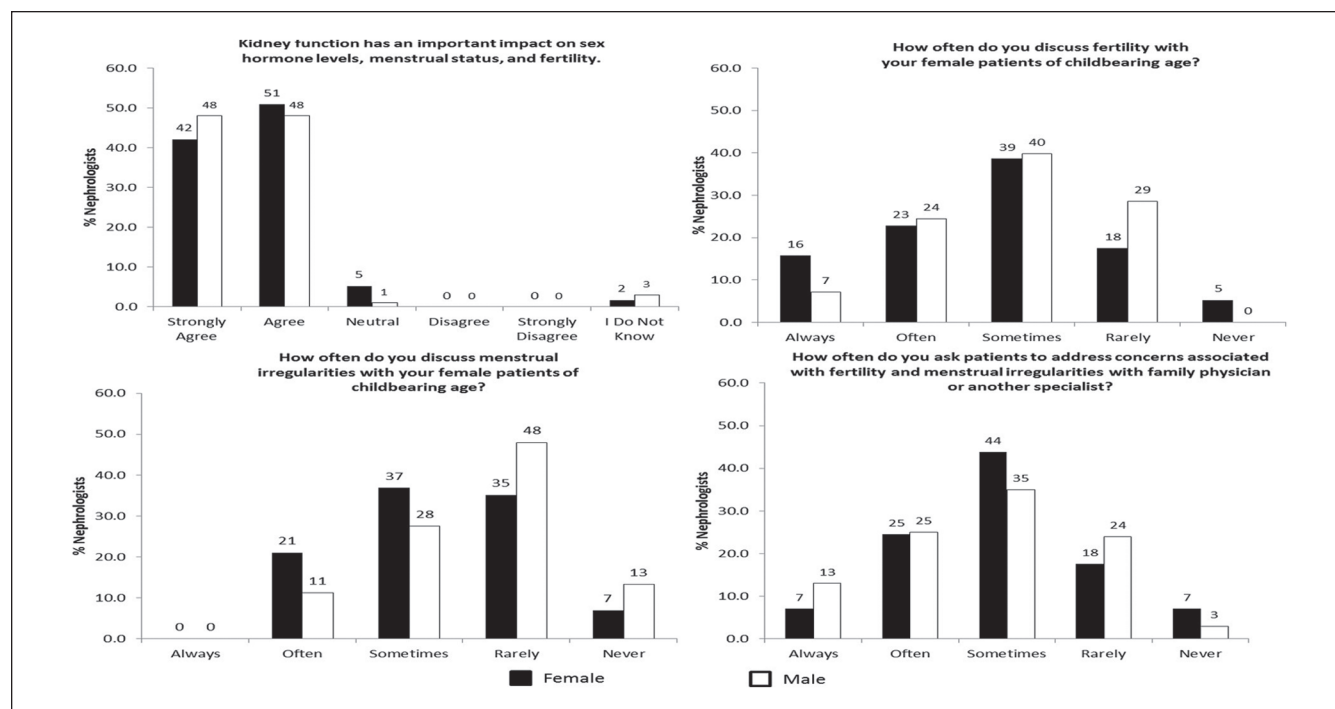 Kidney function has an important impact on sex
hormone levels, menstrual status, and fertility.
% Nephrologists
60.0
50.0
40.0
30.0
20.0
10.0
0.0
42
48
51
48
5
1
0
0
0
0
2
3
Strongly Agree
Agree
Neutral
Disagree
Strongly Disagree
I Do Not Know
How often do you discuss fertility with
your female patients of childbearing age?
% Nephrologists
60.0
50.0
40.0
30.0
20.0
10.0
0.0
16
7
23
24
39
40
18
29
5
0
Always
Often
Sometimes
Rarely
Never
How often do you discuss menstrual
irregularities with your female patients of
childbearing age?
% Nephrologists
60.0
50.0
40.0
30.0
20.0
10.0
0.0
0
0
21
11
37
28
35
48
7
13
Always
Often
Sometimes
Rarely
Never
How often do you ask patients to address concerns associated
with fertility and menstrual irregularities with family physician
or another specialist?
% Nephrologists
60.0
50.0
40.0
30.0
20.0
10.0
0.0
7
13
25
25
44
35
18
24
7
3
Always
Often
Sometimes
Rarely
Never
Female
Male